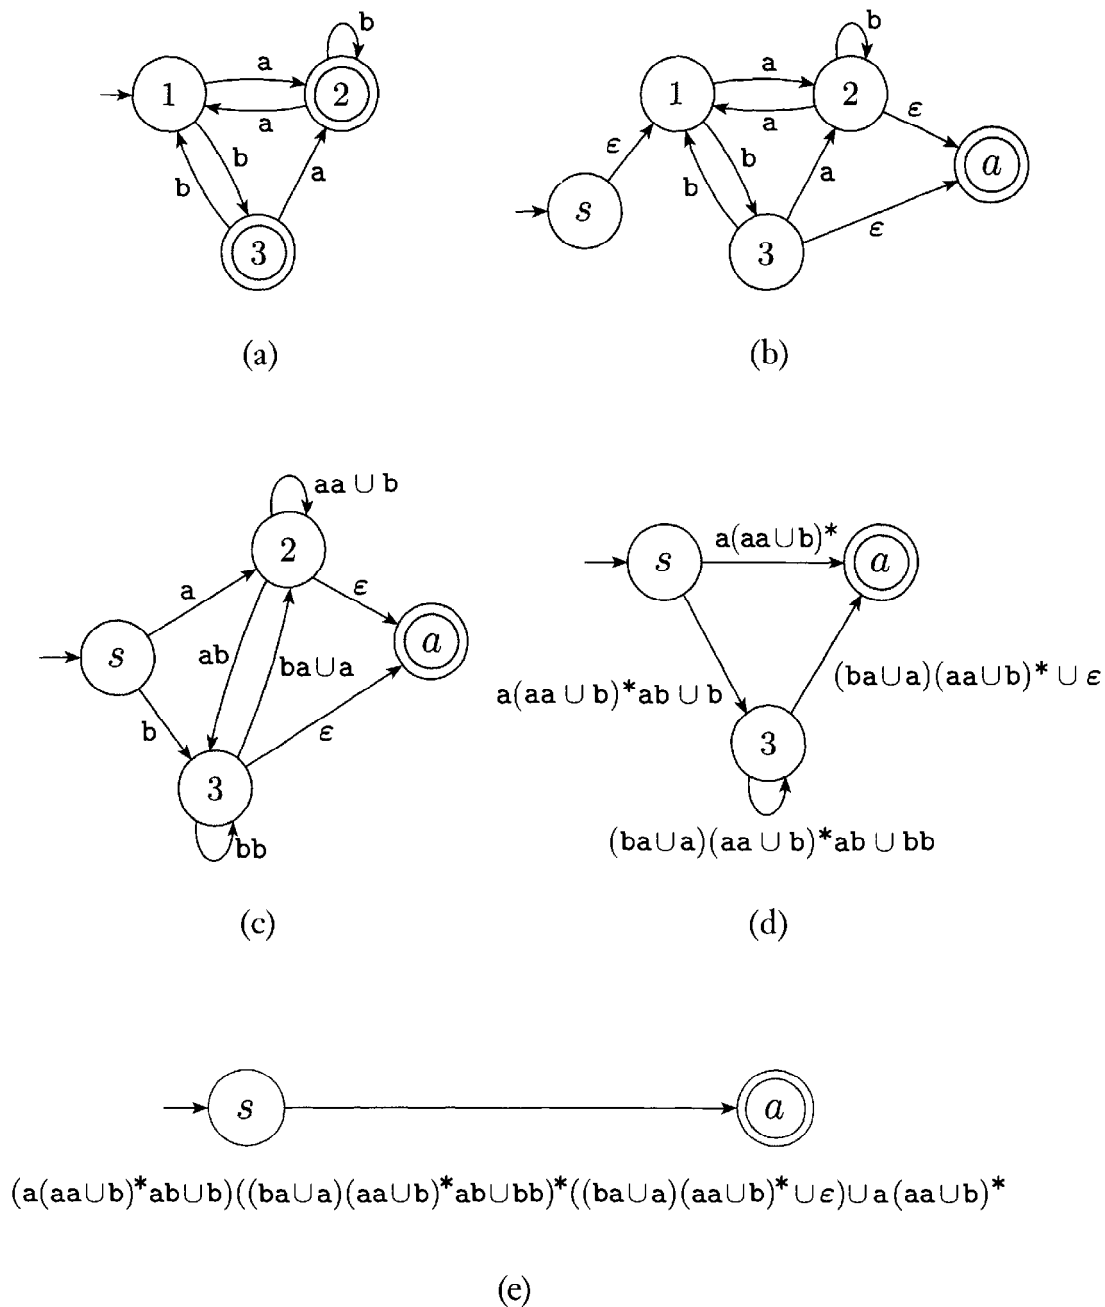 b
a
1
2
a
b
b
a
3
(a)
b
a
1
2
a
ε
ε
b
b
a
a
s
3
ε
(b)
aa ∪ b
2
a
ε
s
ab
ba∪a
a
b
ε
3
bb
(c)
a(aa∪b)*
s
a
a(aa ∪ b)*ab ∪ b
(ba∪a)(aa∪b)* ∪ ε
3
(ba∪a)(aa ∪ b)*ab ∪ bb
(d)
s
a
(a(aa∪b)*ab∪b)((ba∪a)(aa∪b)*ab∪bb)*((ba∪a)(aa∪b)*∪ε)∪a(aa∪b)*
(e)